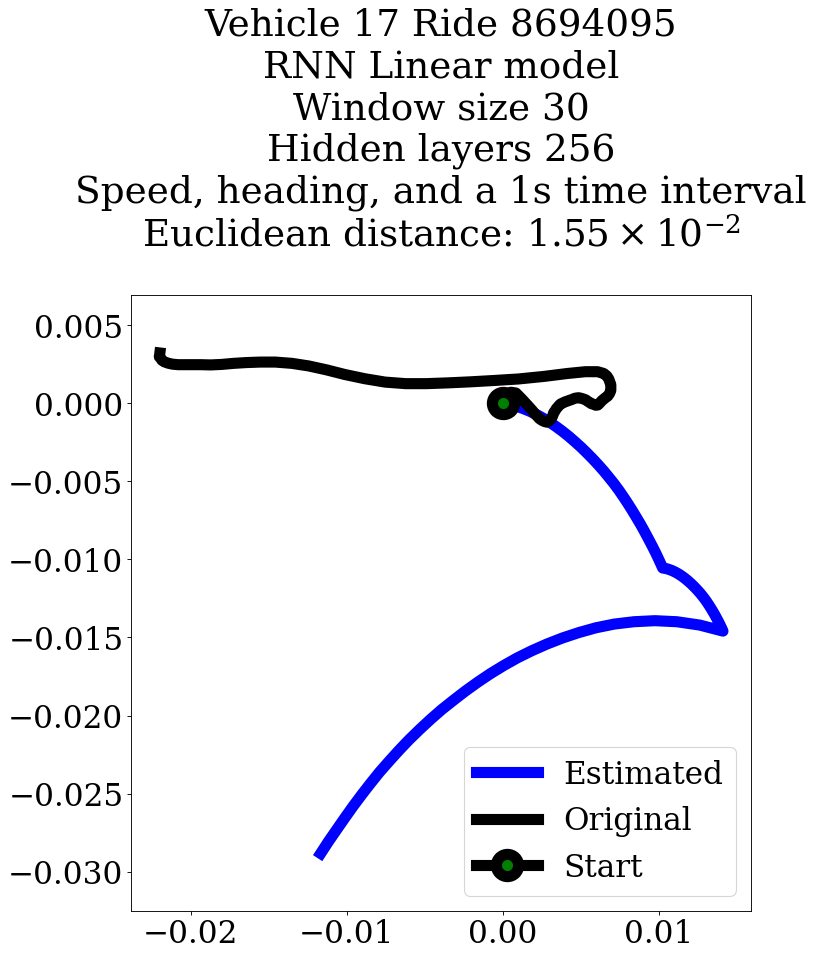 Vehicle 17 Ride 8694095
RNN Linear model
Window size 30
Hidden layers 256
Speed, heading, and a 1s time interval
Euclidean distance: 1.55 × 10⁻²
0.005
0.000
−0.005
−0.010
−0.015
−0.020
−0.025
−0.030
Estimated
Original
Start
−0.02
−0.01
0.00
0.01